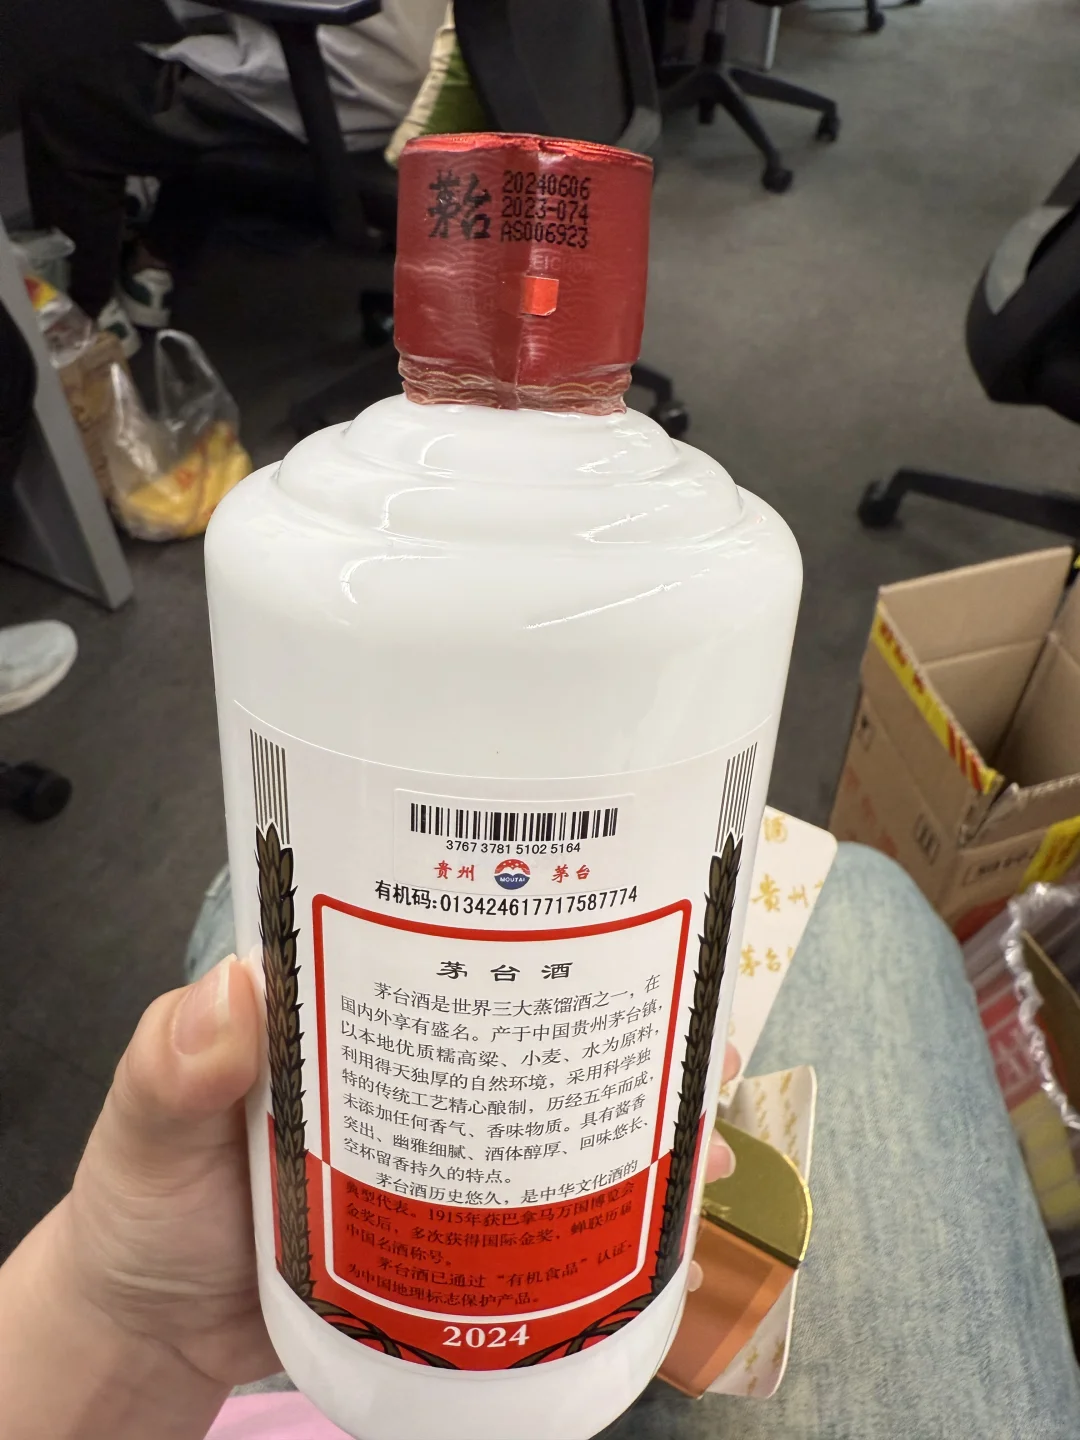 茅台
20240606
2023-074
AS006923
3767 3781 5102 5164
贵州 MOUTAI 茅台
有机码:013424617717587774
茅台酒
茅台酒是世界三大蒸馏酒之一，在
国内外享有盛名。产于中国贵州茅台镇，
以本地优质糯高粱、小麦、水为原料，
利用得天独厚的自然环境，采用科学独
特的传统工艺精心酿制，历经五年而成，
未添加任何香气、香味物质。具有酱香
突出、幽雅细腻、酒体醇厚、回味悠长、
空杯留香持久的特点。
茅台酒历史悠久，是中华文化酒的
典型代表。1915年获巴拿马万国博览会
金奖后，多次获得国际金奖，蝉联历届
中国名酒称号。
茅台酒已通过“有机食品”认证，
为中国地理标志保护产品。
2024
酒
贵州
茅台